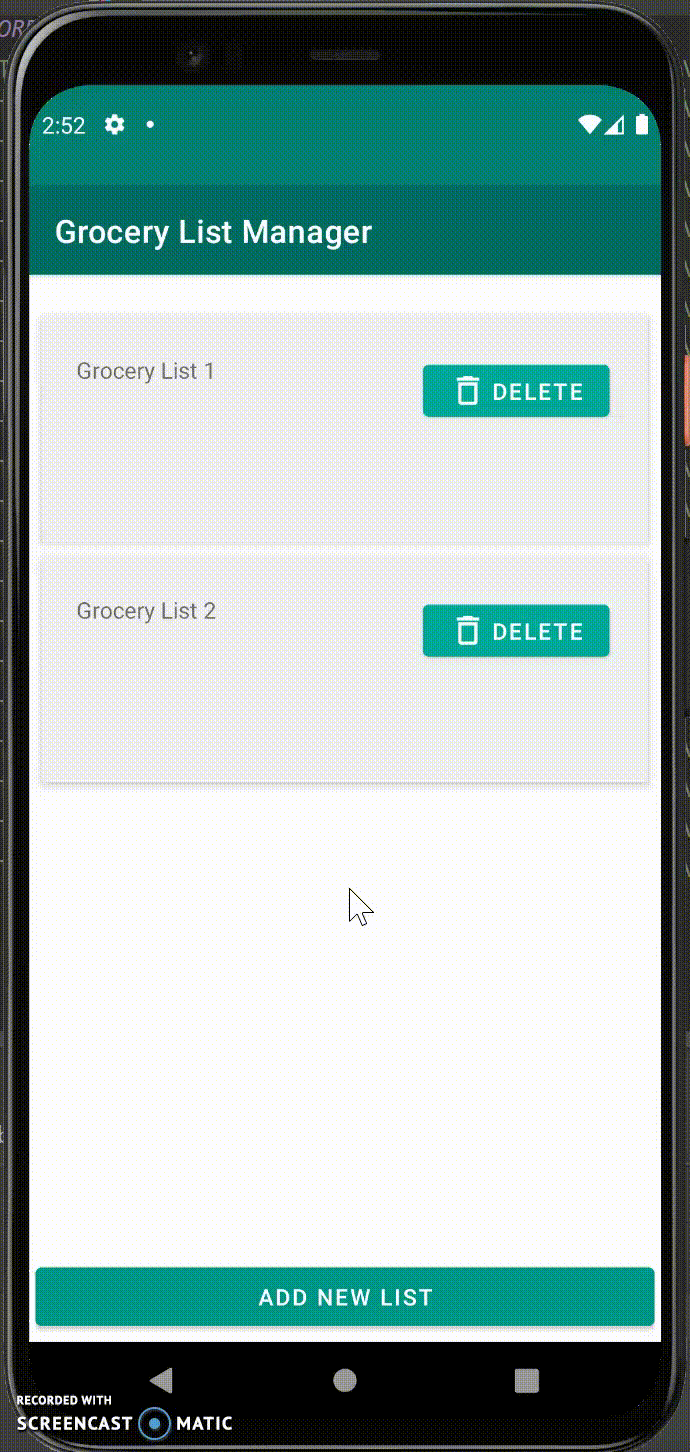 2:52
Grocery List Manager
Grocery List 1
DELETE
Grocery List 2
DELETE
ADD NEW LIST
RECORDED WITH
SCREENCAST MATIC